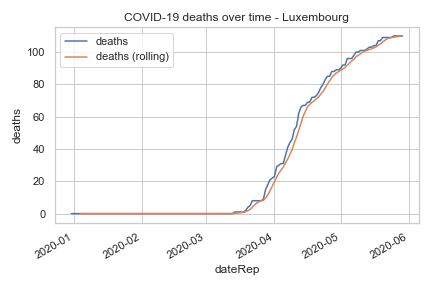 COVID-19 deaths over time - Luxembourg
deaths
deaths (rolling)
100
80
60
40
20
0
deaths
2020-01
2020-02
2020-03
2020-04
2020-05
2020-06
dateRep